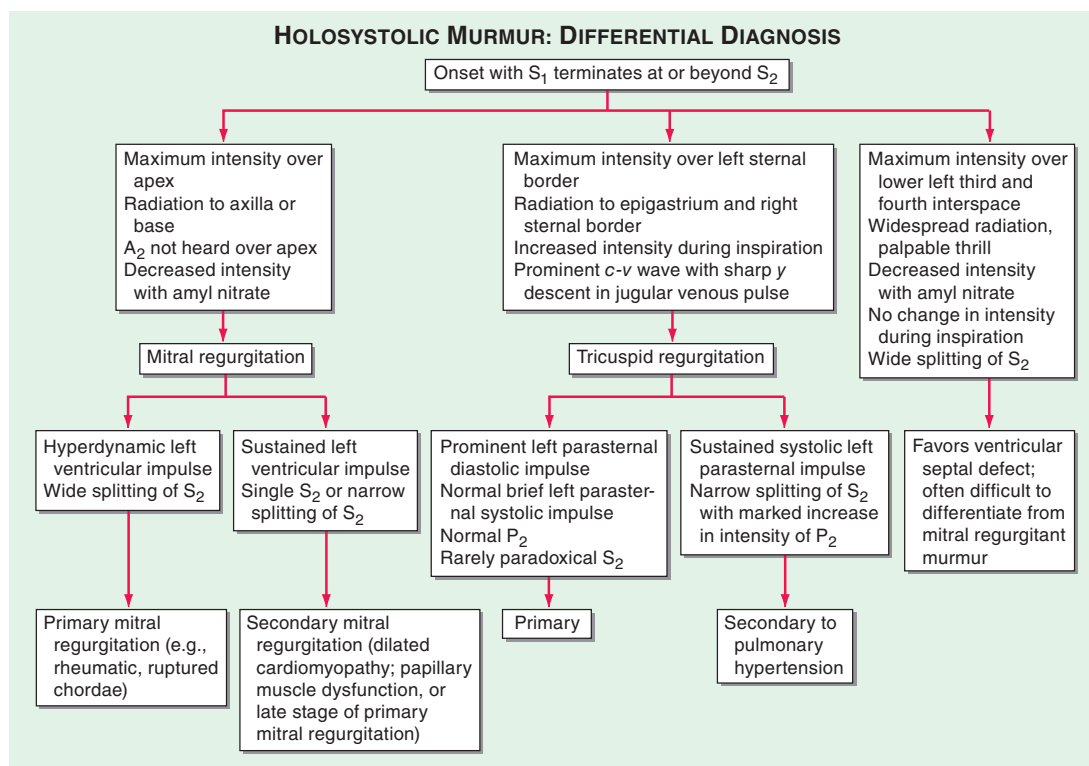 HOLOSYSTOLIC MURMUR: DIFFERENTIAL DIAGNOSIS
Onset with S1 terminates at or beyond S2
Maximum intensity over
apex
Radiation to axilla or
base
A2 not heard over apex
Decreased intensity
with amyl nitrate
Maximum intensity over left sternal
border
Radiation to epigastrium and right
sternal border
Increased intensity during inspiration
Prominent c-v wave with sharp y
descent in jugular venous pulse
Maximum intensity over
lower left third and
fourth interspace
Widespread radiation,
palpable thrill
Decreased intensity
with amyl nitrate
No change in intensity
during inspiration
Wide splitting of S2
Mitral regurgitation
Tricuspid regurgitation
Hyperdynamic left
ventricular impulse
Wide splitting of S2
Sustained left
ventricular impulse
Single S2 or narrow
splitting of S2
Prominent left parasternal
diastolic impulse
Normal brief left paraster-
nal systolic impulse
Normal P2
Rarely paradoxical S2
Sustained systolic left
parasternal impulse
Narrow splitting of S2
with marked increase
in intensity of P2
Favors ventricular
septal defect;
often difficult to
differentiate from
mitral regurgitant
murmur
Primary mitral
regurgitation (e.g.,
rheumatic, ruptured
chordae)
Secondary mitral
regurgitation (dilated
cardiomyopathy; papillary
muscle dysfunction, or
late stage of primary
mitral regurgitation)
Primary
Secondary to
pulmonary
hypertension